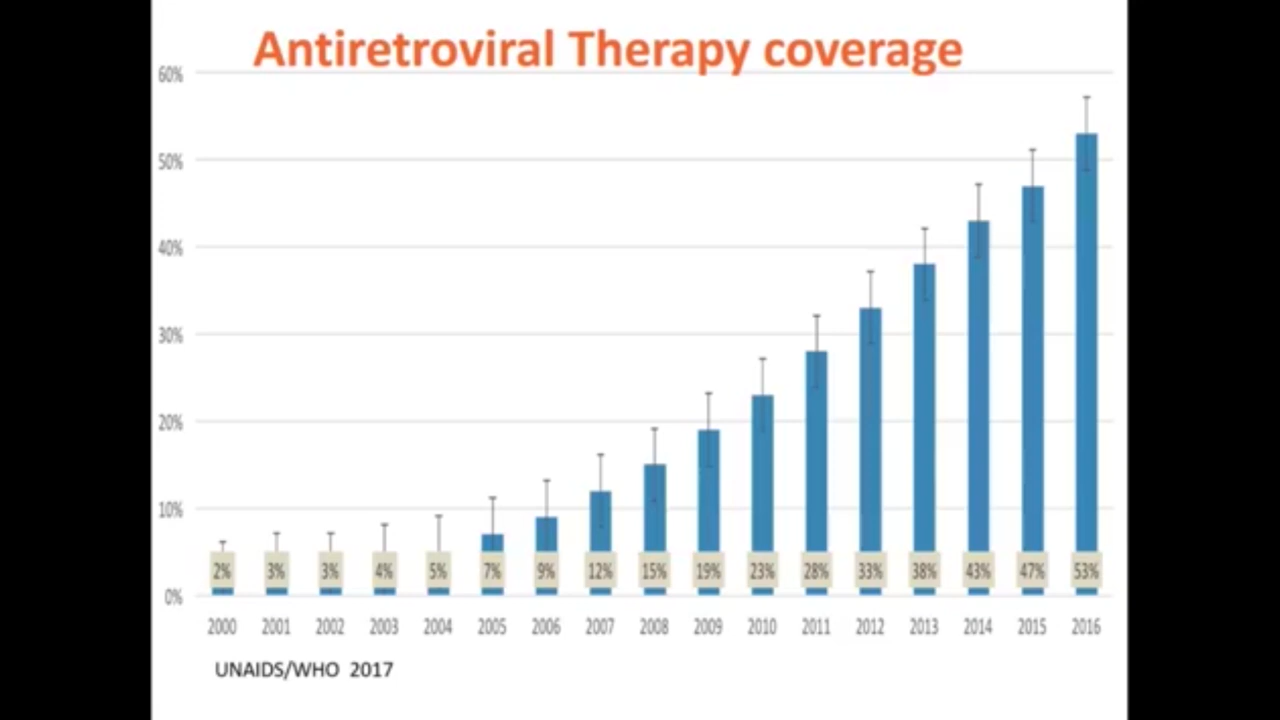 Antiretroviral Therapy coverage
60%
50%
40%
30%
20%
10%
0%
2% 3% 3% 4% 5% 7% 9% 12% 15% 19% 23% 28% 33% 38% 43% 47% 53%
2000 2001 2002 2003 2004 2005 2006 2007 2008 2009 2010 2011 2012 2013 2014 2015 2016
UNAIDS/WHO 2017